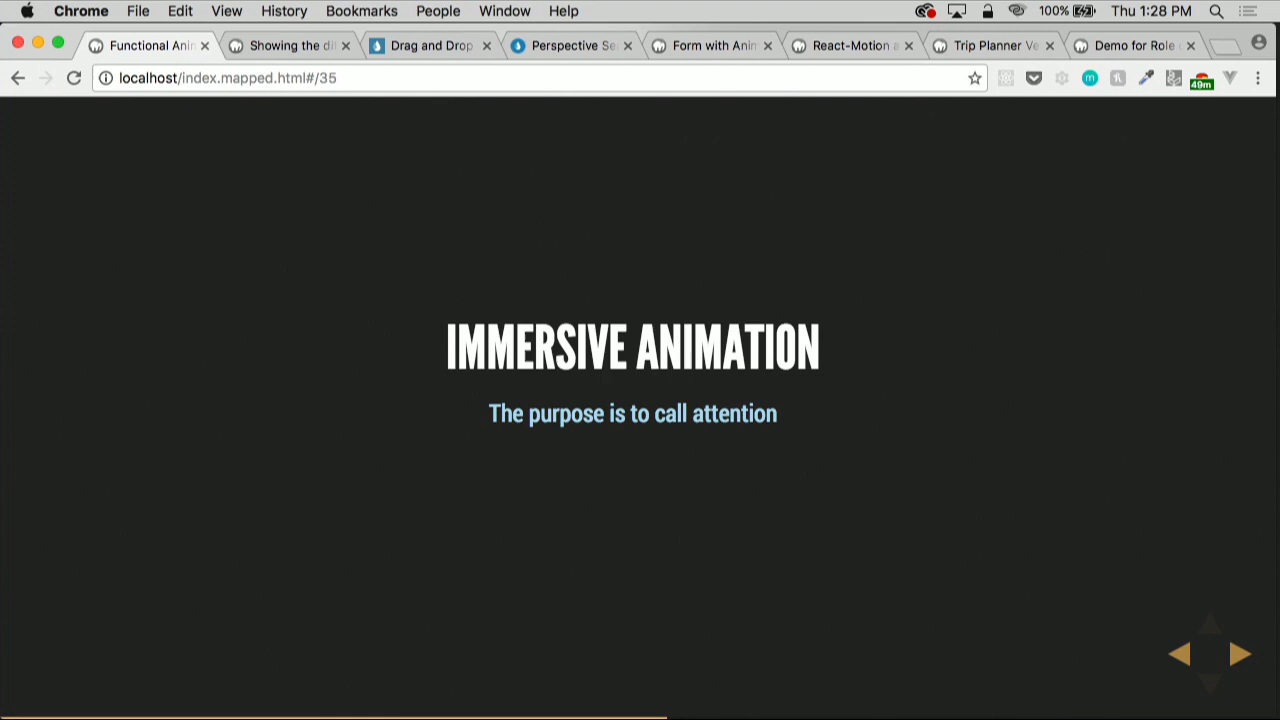 Chrome File Edit View History Bookmarks People Window Help 100% Thu 1:28 PM
Functional Anin Showing the di Drag and Drop Perspective Se Form with Anin React-Motion a Trip Planner Ve Demo for Role
localhost/index.mapped.html#/35
49m
IMMERSIVE ANIMATION
The purpose is to call attention